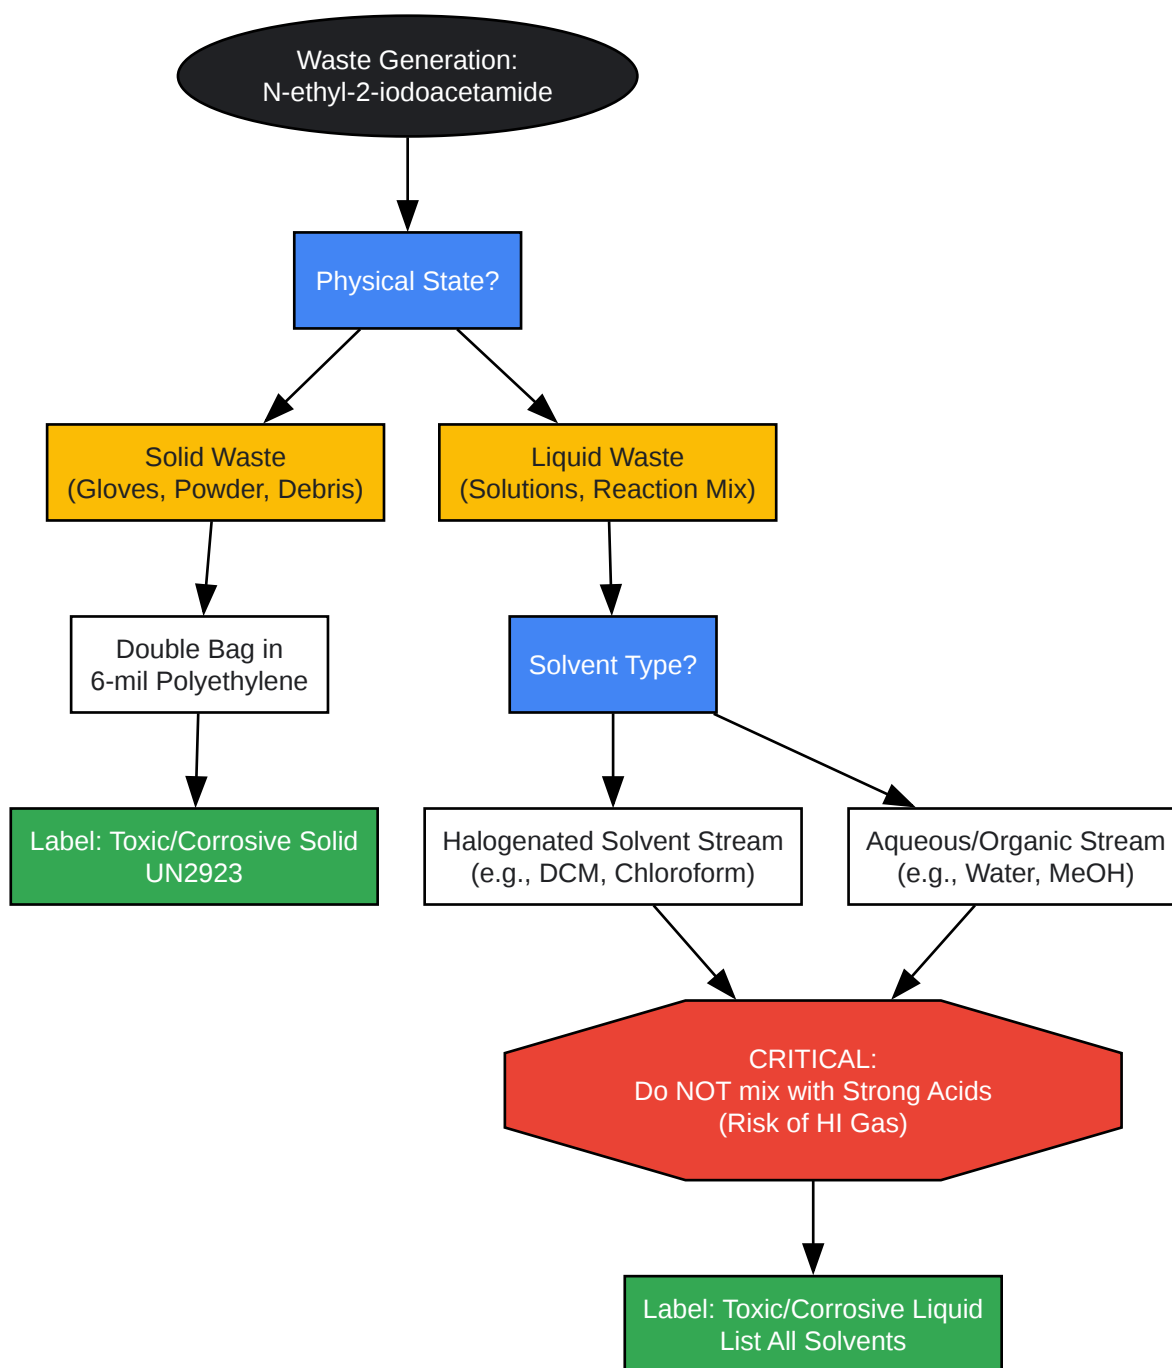 Waste Generation:
N-ethyl-2-iodoacetamide
Physical State?
Solid Waste
(Gloves, Powder, Debris)
Liquid Waste
(Solutions, Reaction Mix)
Double Bag in
6-mil Polyethylene
Solvent Type?
Label: Toxic/Corrosive Solid
UN2923
Halogenated Solvent Stream
(e.g., DCM, Chloroform)
Aqueous/Organic Stream
(e.g., Water, MeOH)
CRITICAL:
Do NOT mix with Strong Acids
(Risk of HI Gas)
Label: Toxic/Corrosive Liquid
List All Solvents